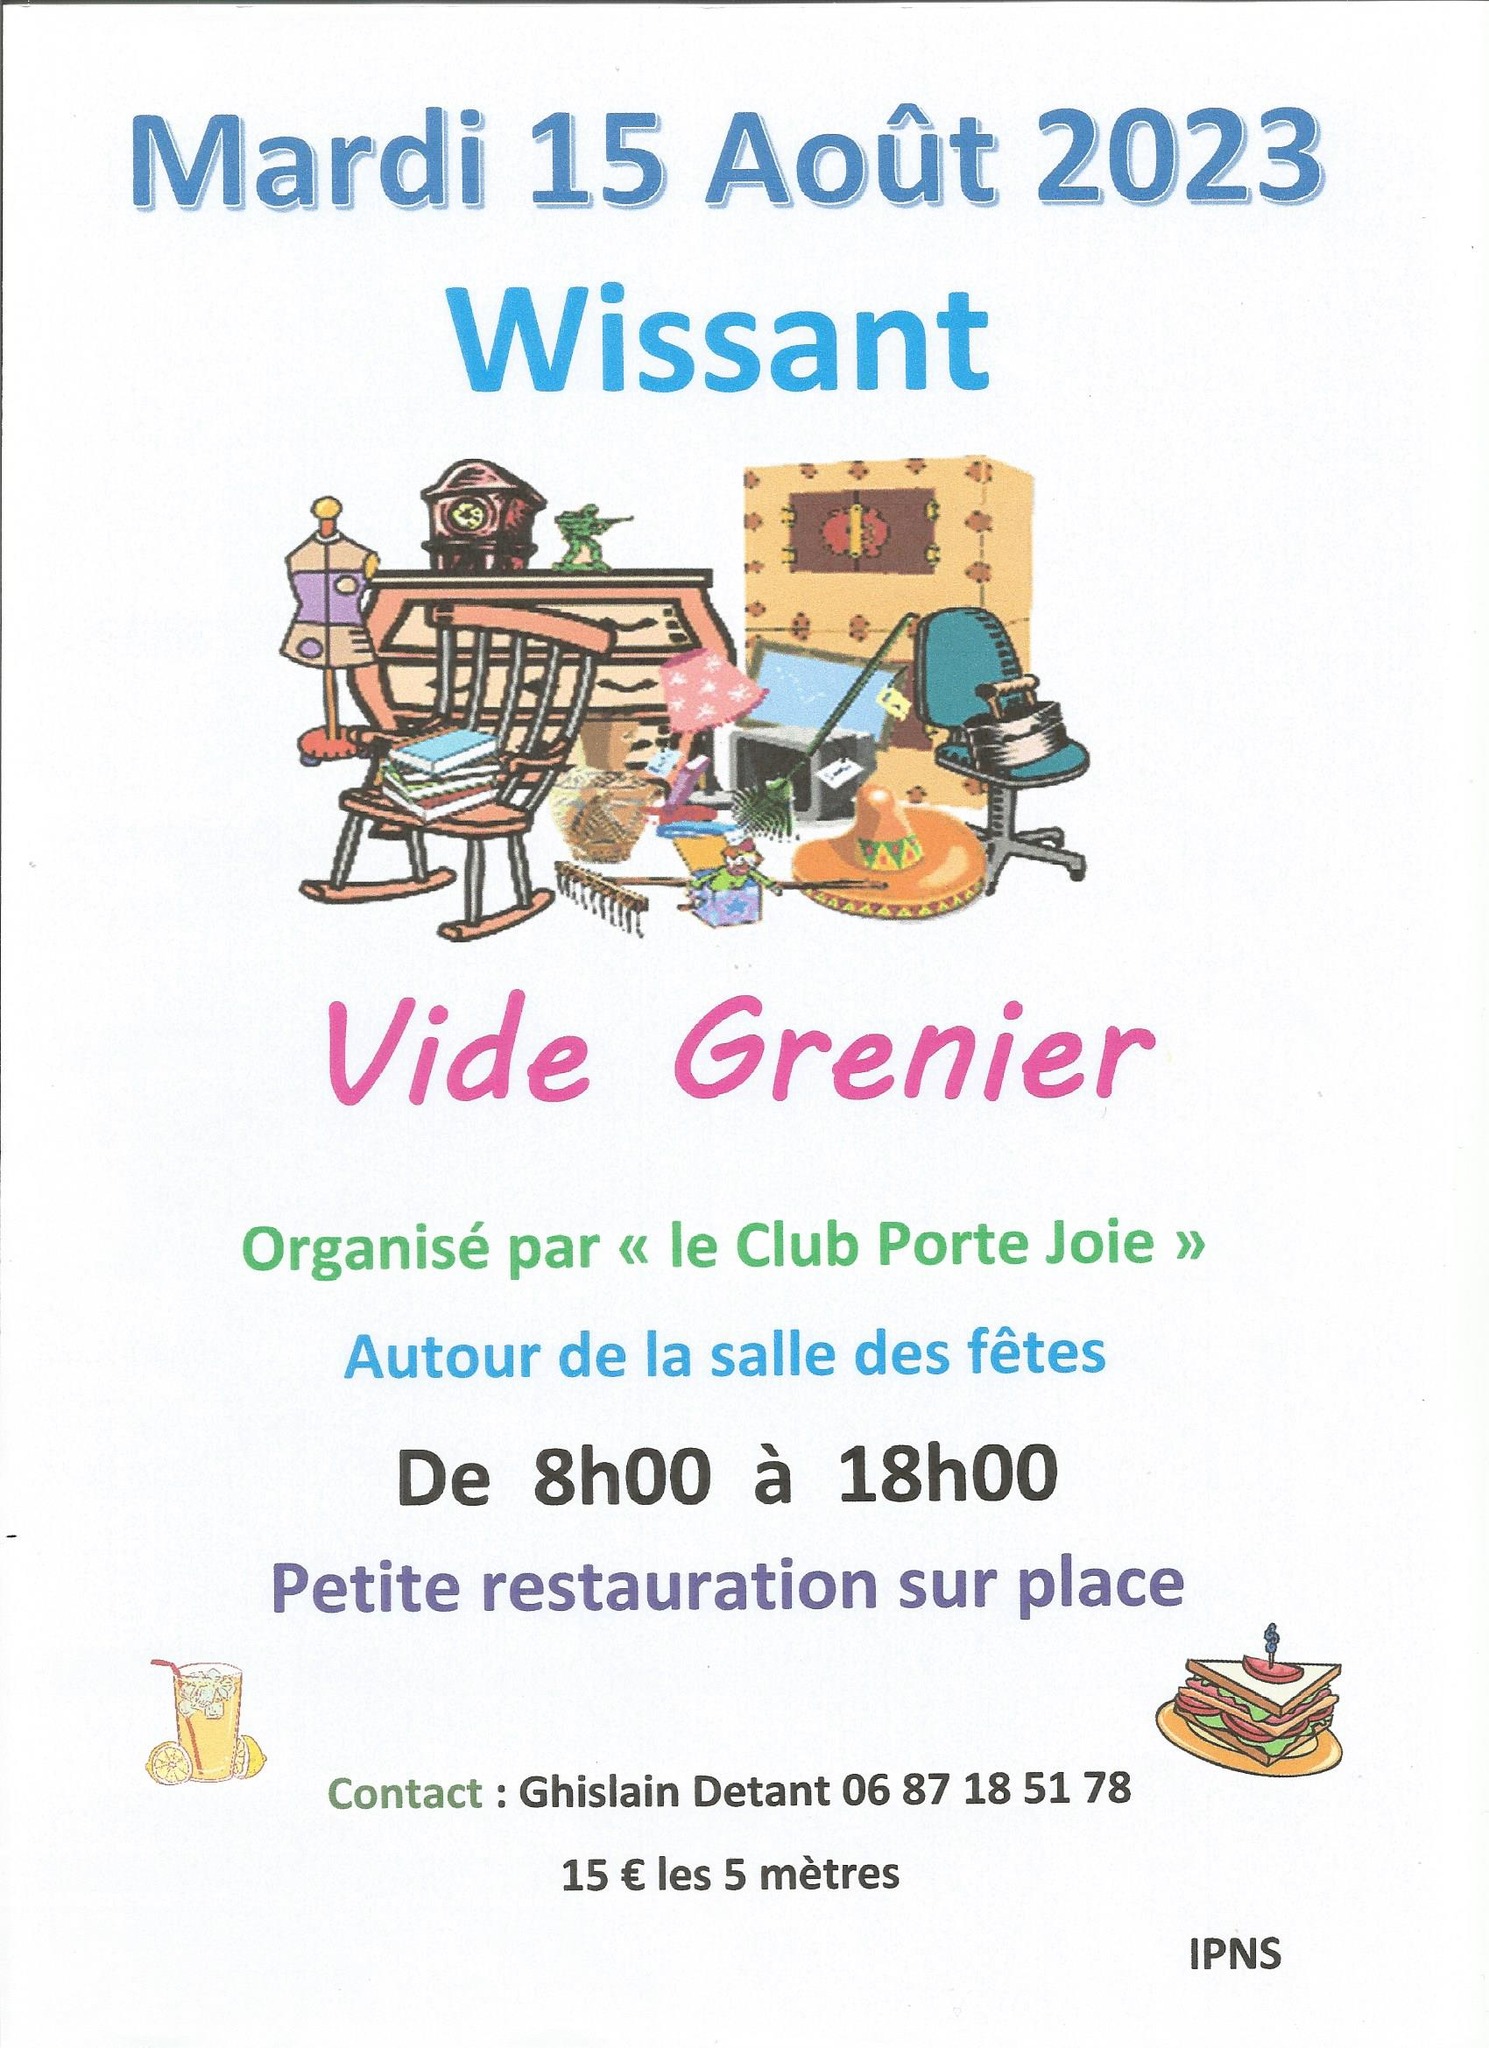 Mardi 15 Août 2023
Wissant
Vide Grenier
Organisé par « le Club Porte Joie »
Autour de la salle des fêtes
De 8h00 à 18h00
Petite restauration sur place
Contact : Ghislain Detant 06 87 18 51 78
15 € les 5 mètres
IPNS